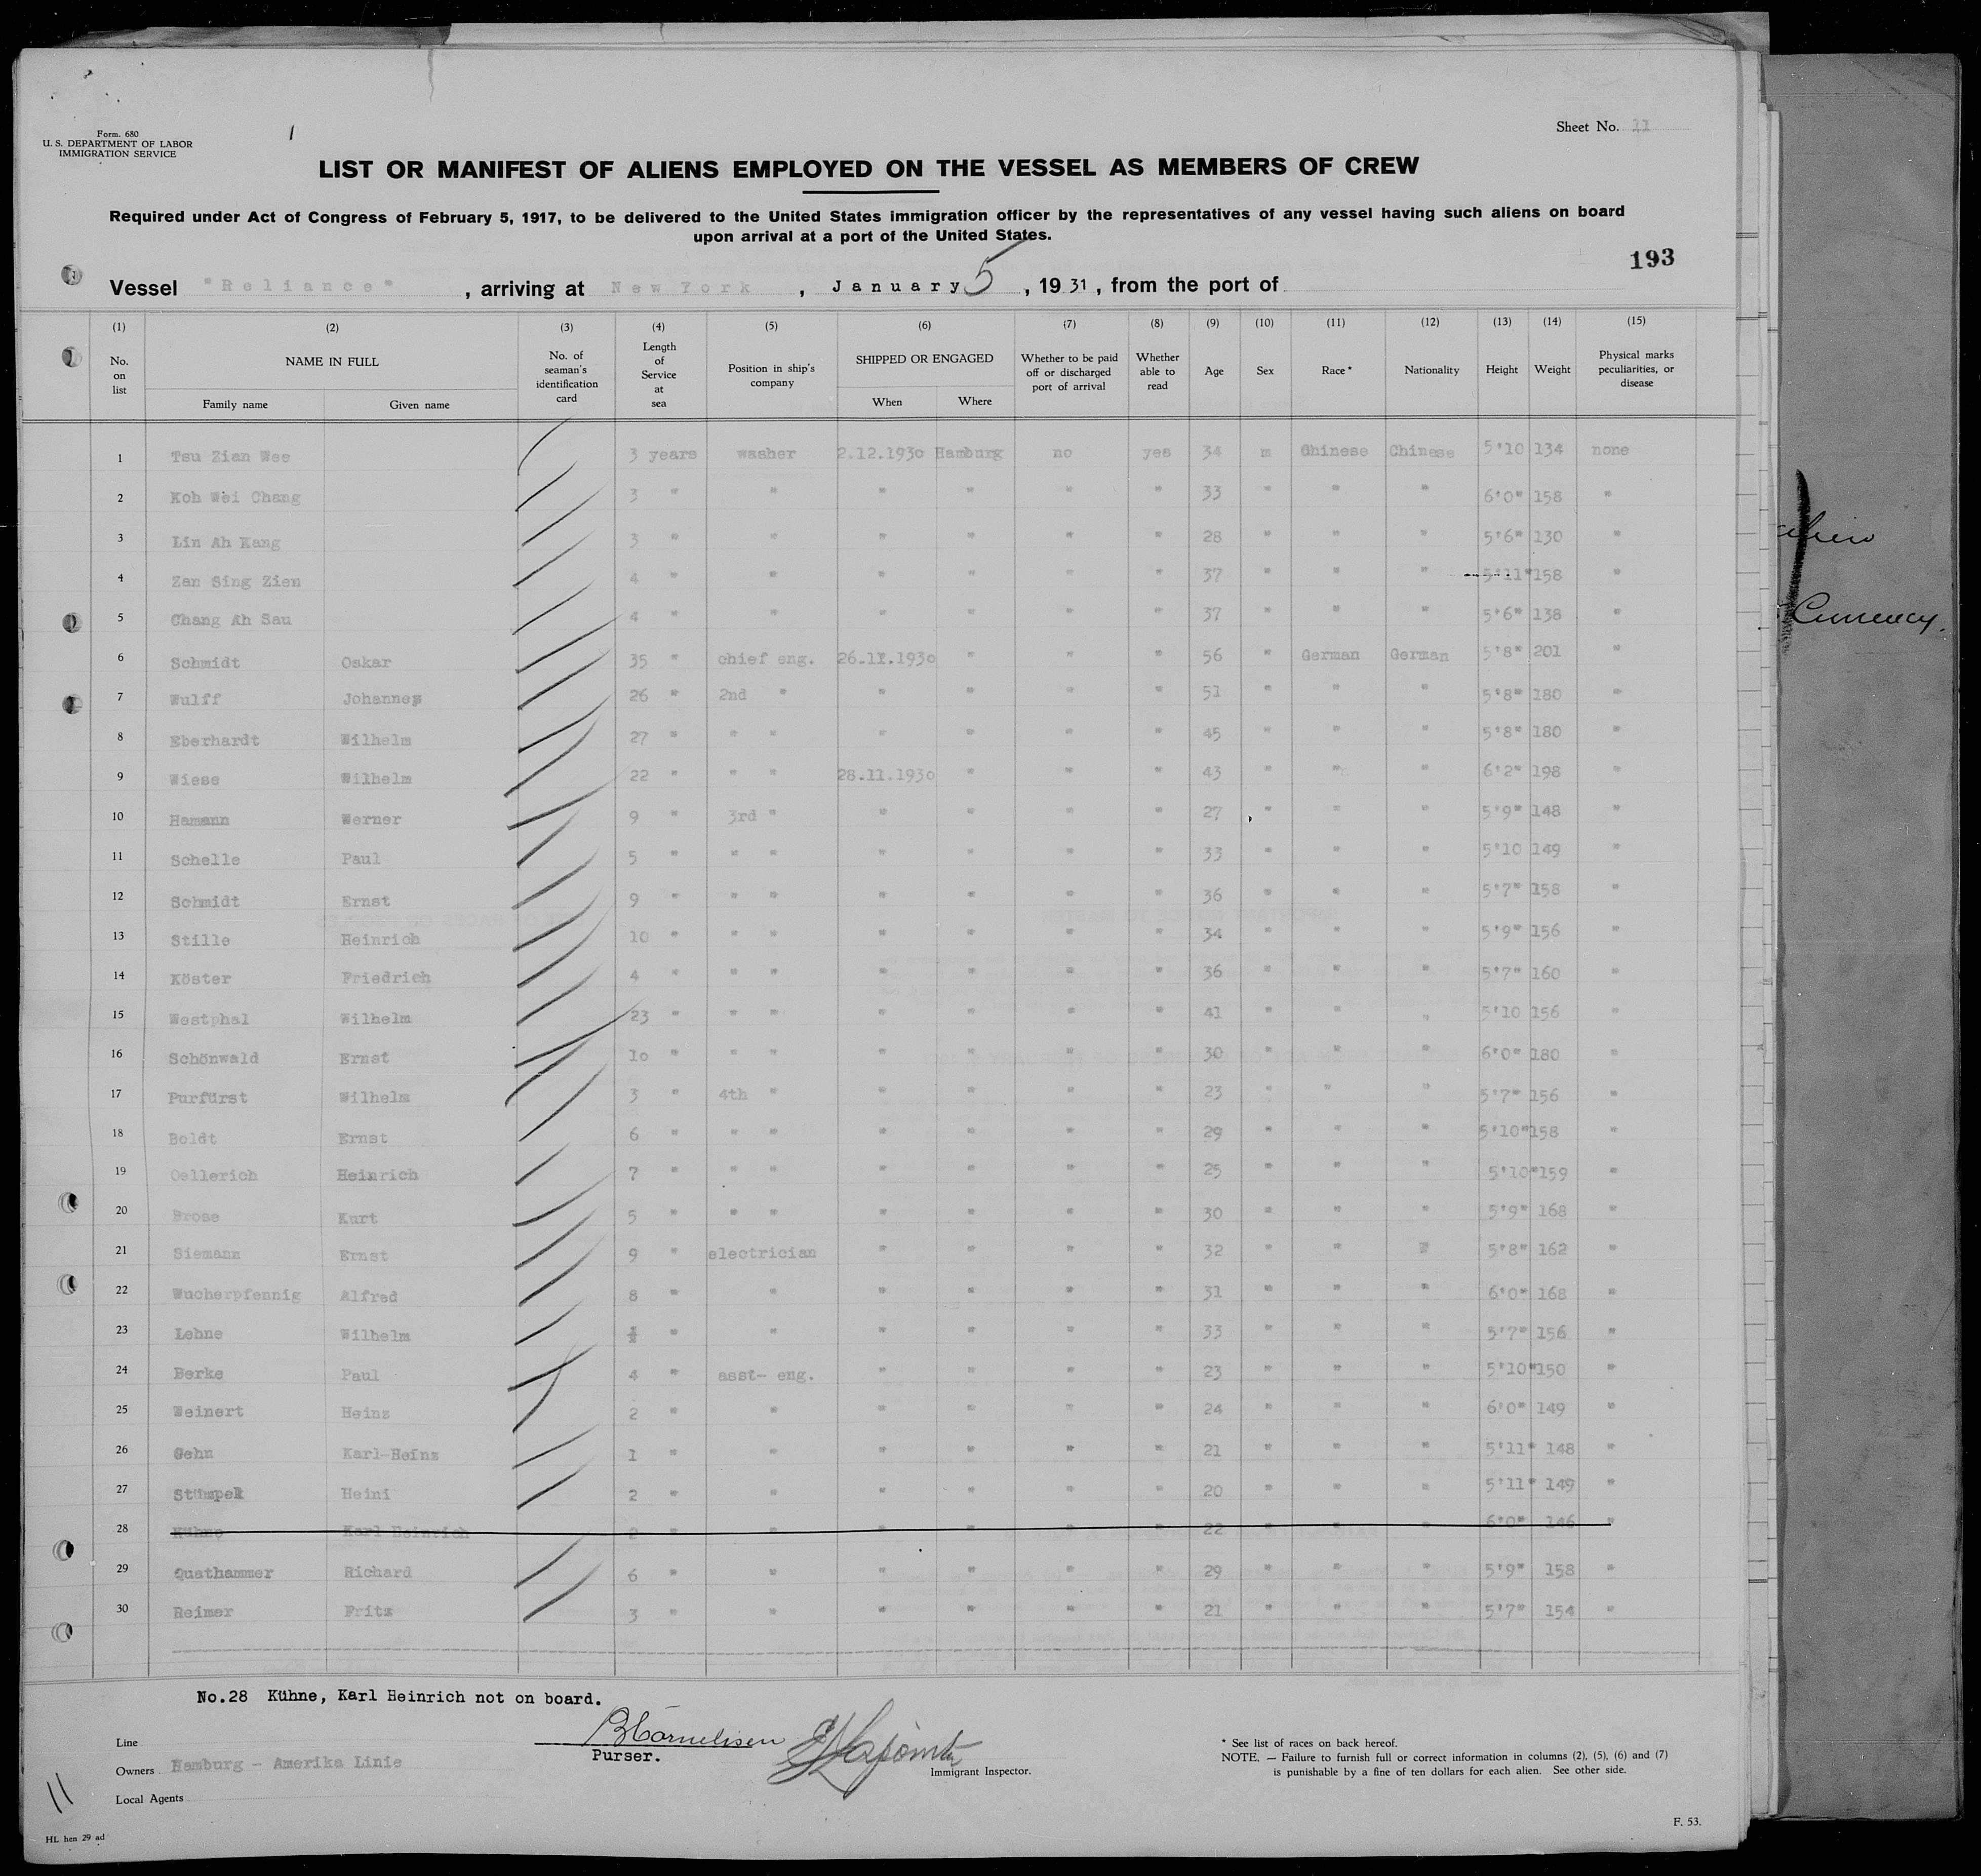 Form. 680
U. S. DEPARTMENT OF LABOR
IMMIGRATION SERVICE
Sheet No. 11
LIST OR MANIFEST OF ALIENS EMPLOYED ON THE VESSEL AS MEMBERS OF CREW
Required under Act of Congress of February 5, 1917, to be delivered to the United States immigration officer by the representatives of any vessel having such aliens on board
upon arrival at a port of the United States.
193
Vessel "Reliance" , arriving at New York , January 5 , 1931 , from the port of
(1) (2) (3) (4) (5) (6) (7) (8) (9) (10) (11) (12) (13) (14) (15)
No. on list NAME IN FULL Family name Given name No. of seaman's identification card Length of Service at sea Position in ship's company SHIPPED OR ENGAGED When Where Whether to be paid off or discharged port of arrival Whether able to read Age Sex Race* Nationality Height Weight Physical marks peculiarities, or disease
1 Tsu Zian Wee 3 years washer 2.12.1930 Hamburg no yes 34 m Chinese Chinese 5'10 134 none
2 Koh Wei Chang 3 " " " " " " 33 " " " 6'0" 158 "
3 Lin Ah Kang 3 " " " " " " 28 " " " 5'6" 130 "
4 Zan Sing Zien 4 " " " " " " 37 " " " 5'11" 158 "
5 Chang Ah Sau 4 " " " " " " 37 " " " 5'6" 138 "
6 Schmidt Oskar 35 " chief eng. 26.11.1930 " " " 56 " German German 5'8" 201 "
7 Wulff Johannes 26 " 2nd " " " " " 51 " " " 5'8" 180 "
8 Eberhardt Wilhelm 27 " " " " " " " 45 " " " 5'8" 180 "
9 Wiese Wilhelm 22 " " " 28.11.1930 " " " 43 " " " 6'2" 198 "
10 Hamann Werner 9 " 3rd " " " " " 27 " " " 5'9" 148 "
11 Schelle Paul 5 " " " " " " " 33 " " " 5'10 149 "
12 Schmidt Ernst 9 " " " " " " " 36 " " " 5'7" 158 "
13 Stille Heinrich 10 " " " " " " " 34 " " " 5'9" 156 "
14 Köster Friedrich 4 " " " " " " " 36 " " " 5'7" 160 "
15 Westphal Wilhelm 23 " " " " " " " 41 " " " 5'10 156 "
16 Schönwald Ernst 10 " " " " " " " 30 " " " 6'0" 180 "
17 Purfürst Wilhelm 3 " 4th " " " " " 23 " " " 5'7" 156 "
18 Boldt Ernst 6 " " " " " " " 29 " " " 5'10" 158 "
19 Oellerich Heinrich 7 " " " " " " " 25 " " " 5'10" 159 "
20 Brose Kurt 5 " " " " " " " 30 " " " 5'9" 168 "
21 Siemann Ernst 9 " electrician " " " " 32 " " " 5'8" 162 "
22 Wucherpfennig Alfred 8 " " " " " " 31 " " " 6'0" 168 "
23 Lehne Wilhelm " " " " " " 33 " " " 5'7" 156 "
24 Berke Paul 4 " asst- eng. " " " " 23 " " " 5'10" 150 "
25 Weinert Heinz 2 " " " " " " 24 " " " 6'0" 149 "
26 Gehn Karl-Heinz 1 " " " " " " 21 " " " 5'11" 148 "
27 Stümpel Heini 2 " " " " " " 20 " " " 5'11" 149 "
28 Kühne Karl Heinrich 2 " " " " " " 22 " " " 6'0" 146 "
29 Quathammer Richard 6 " " " " " " 29 " " " 5'9" 158 "
30 Reimer Fritz 3 " " " " " " 21 " " " 5'7" 154 "
No.28 Kühne, Karl Heinrich not on board.
Line
Owners Hamburg - Amerika Linie
Local Agents
Cornelisen
Purser.
Immigrant Inspector.
* See list of races on back hereof.
NOTE. — Failure to furnish full or correct information in columns (2), (5), (6) and (7)
is punishable by a fine of ten dollars for each alien. See other side.
11
HL hen 29 ad
F. 53.
Currency.